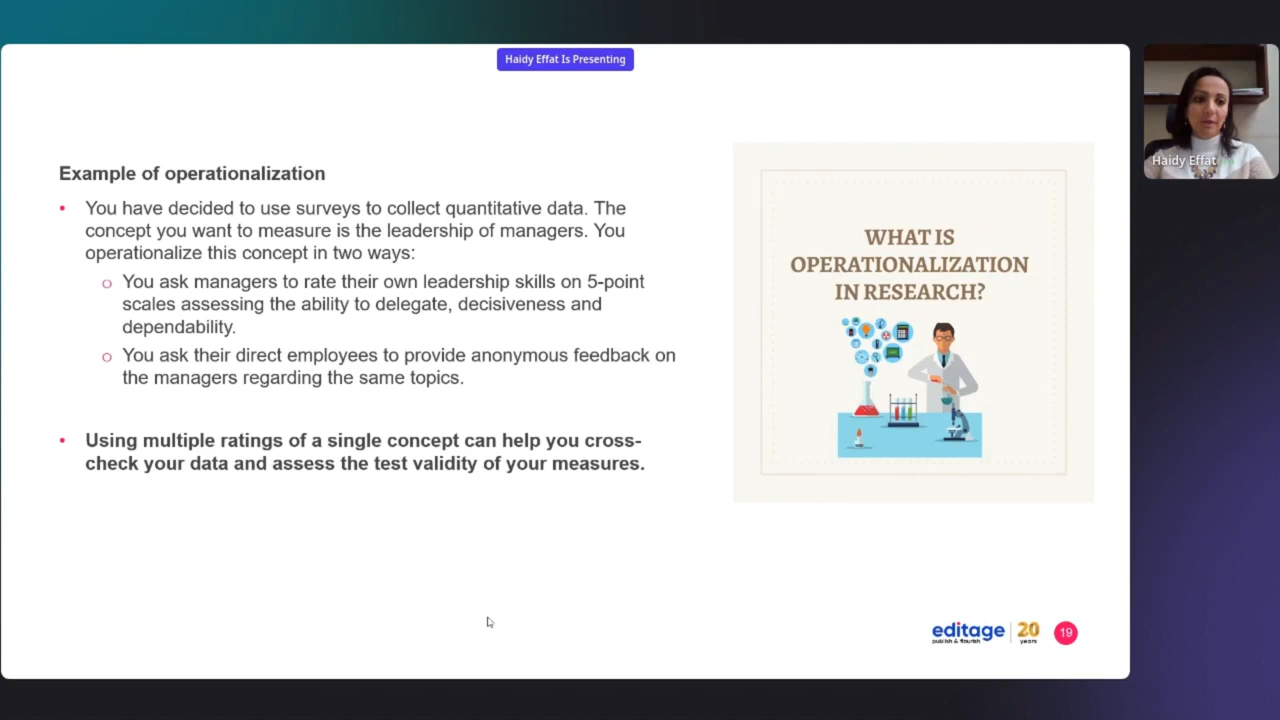 Haidy Effat Is Presenting
Haidy Effat
Example of operationalization
• You have decided to use surveys to collect quantitative data. The
concept you want to measure is the leadership of managers. You
operationalize this concept in two ways:
o You ask managers to rate their own leadership skills on 5-point
scales assessing the ability to delegate, decisiveness and
dependability.
o You ask their direct employees to provide anonymous feedback on
the managers regarding the same topics.
• Using multiple ratings of a single concept can help you cross-
check your data and assess the test validity of your measures.
WHAT IS
OPERATIONALIZATION
IN RESEARCH?
editage
publish & flourish
20
years
19